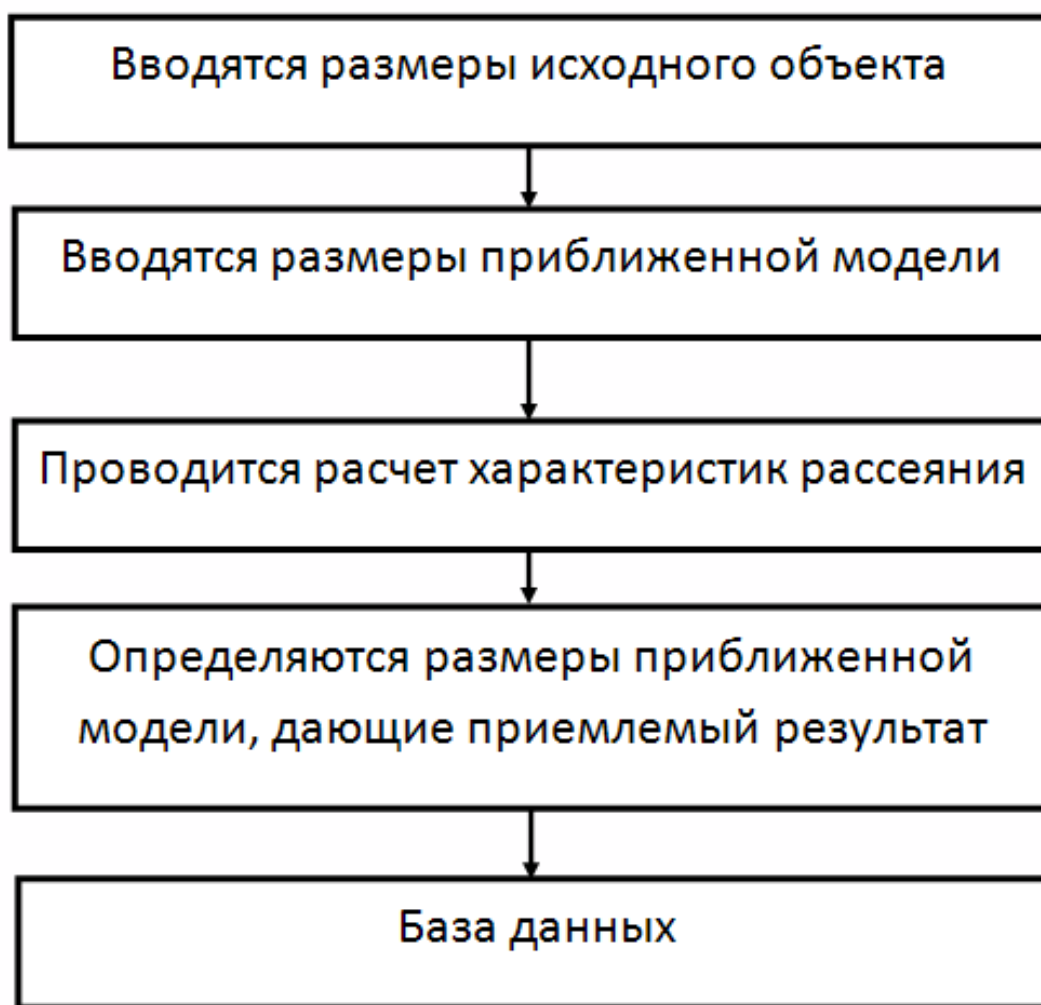 Вводятся размеры исходного объекта
Вводятся размеры приближенной модели
Проводится расчет характеристик рассеяния
Определяются размеры приближенной
модели, дающие приемлемый результат
База данных